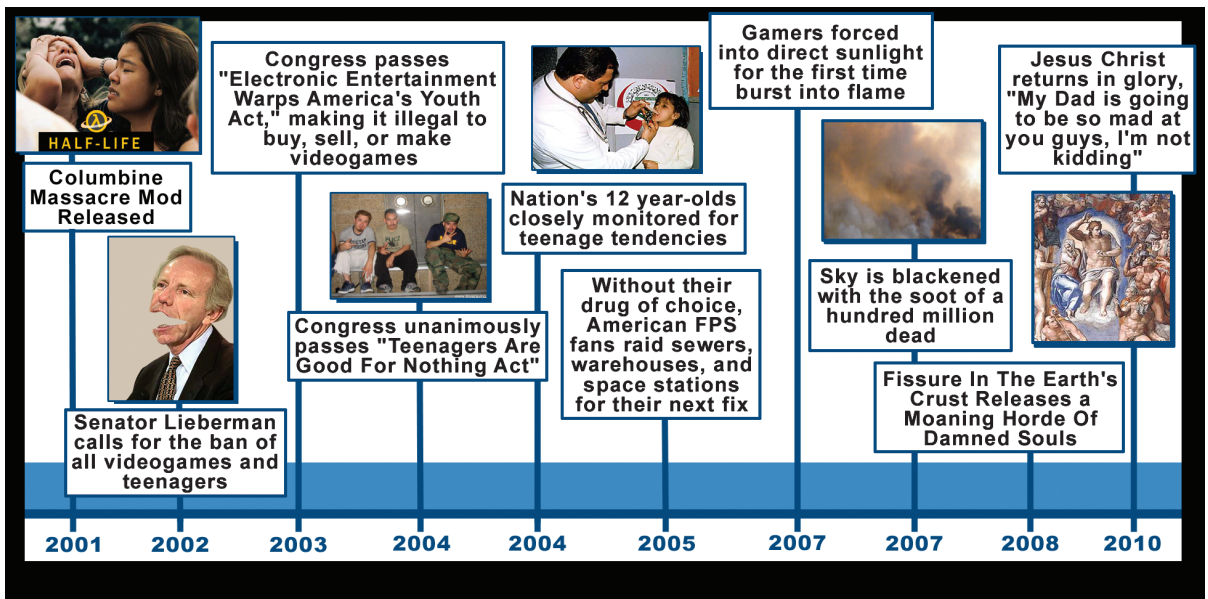 HALF-LIFE
Columbine
Massacre Mod
Released
Senator Lieberman
calls for the ban of
all videogames and
teenagers
Congress passes
"Electronic Entertainment
Warps America's Youth
Act," making it illegal to
buy, sell, or make
videogames
Congress unanimously
passes "Teenagers Are
Good For Nothing Act"
Nation's 12 year-olds
closely monitored for
teenage tendencies
Without their
drug of choice,
American FPS
fans raid sewers,
warehouses, and
space stations
for their next fix
Gamers forced
into direct sunlight
for the first time
burst into flame
Sky is blackened
with the soot of a
hundred million
dead
Fissure In The Earth's
Crust Releases a
Moaning Horde Of
Damned Souls
Jesus Christ
returns in glory,
"My Dad is going
to be so mad at
you guys, I'm not
kidding"
2001 2002 2003 2004 2004 2005 2007 2007 2008 2010